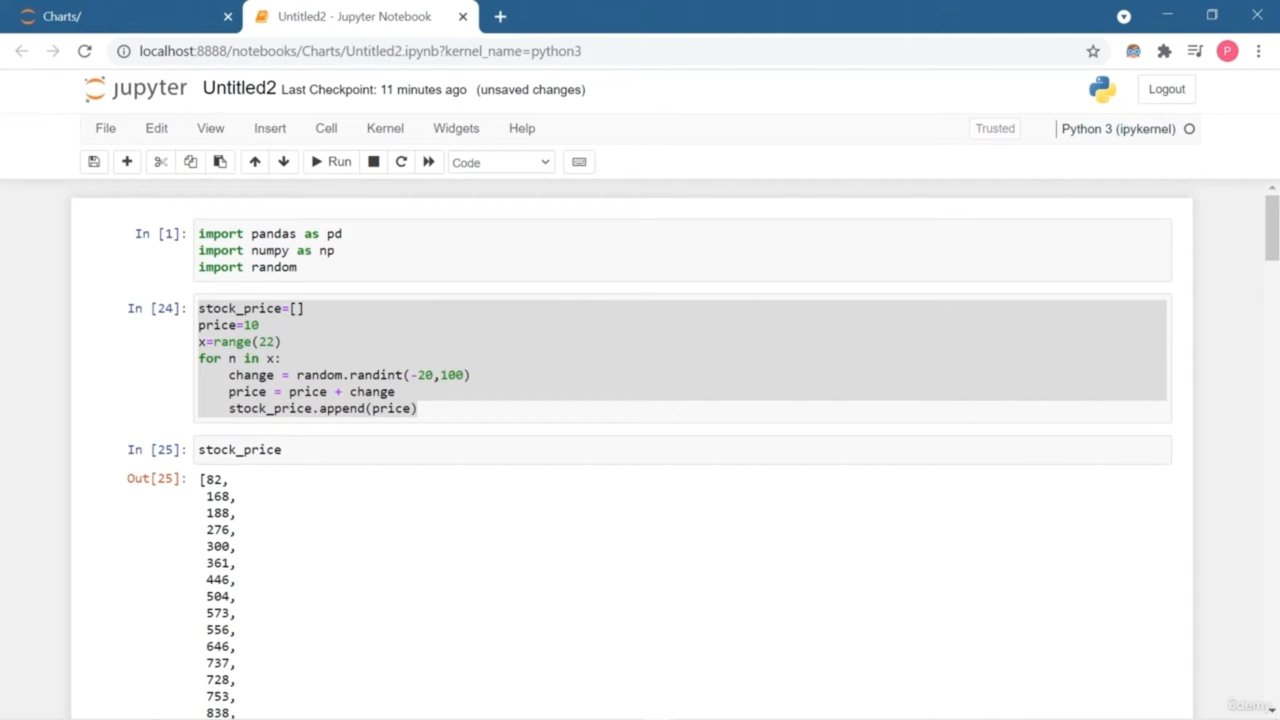 Charts/
Untitled2 - Jupyter Notebook
localhost:8888/notebooks/Charts/Untitled2.ipynb?kernel_name=python3
P
jupyter Untitled2 Last Checkpoint: 11 minutes ago (unsaved changes)
Logout
File Edit View Insert Cell Kernel Widgets Help
Trusted
Python 3 (ipykernel)
Run
Code
In [1]: import pandas as pd
import numpy as np
import random
In [24]: stock_price=[]
price=10
x=range(22)
for n in x:
    change = random.randint(-20,100)
    price = price + change
    stock_price.append(price)
In [25]: stock_price
Out[25]: [82,
168,
188,
276,
300,
361,
446,
504,
573,
556,
646,
737,
728,
753,
838,
ûdemy